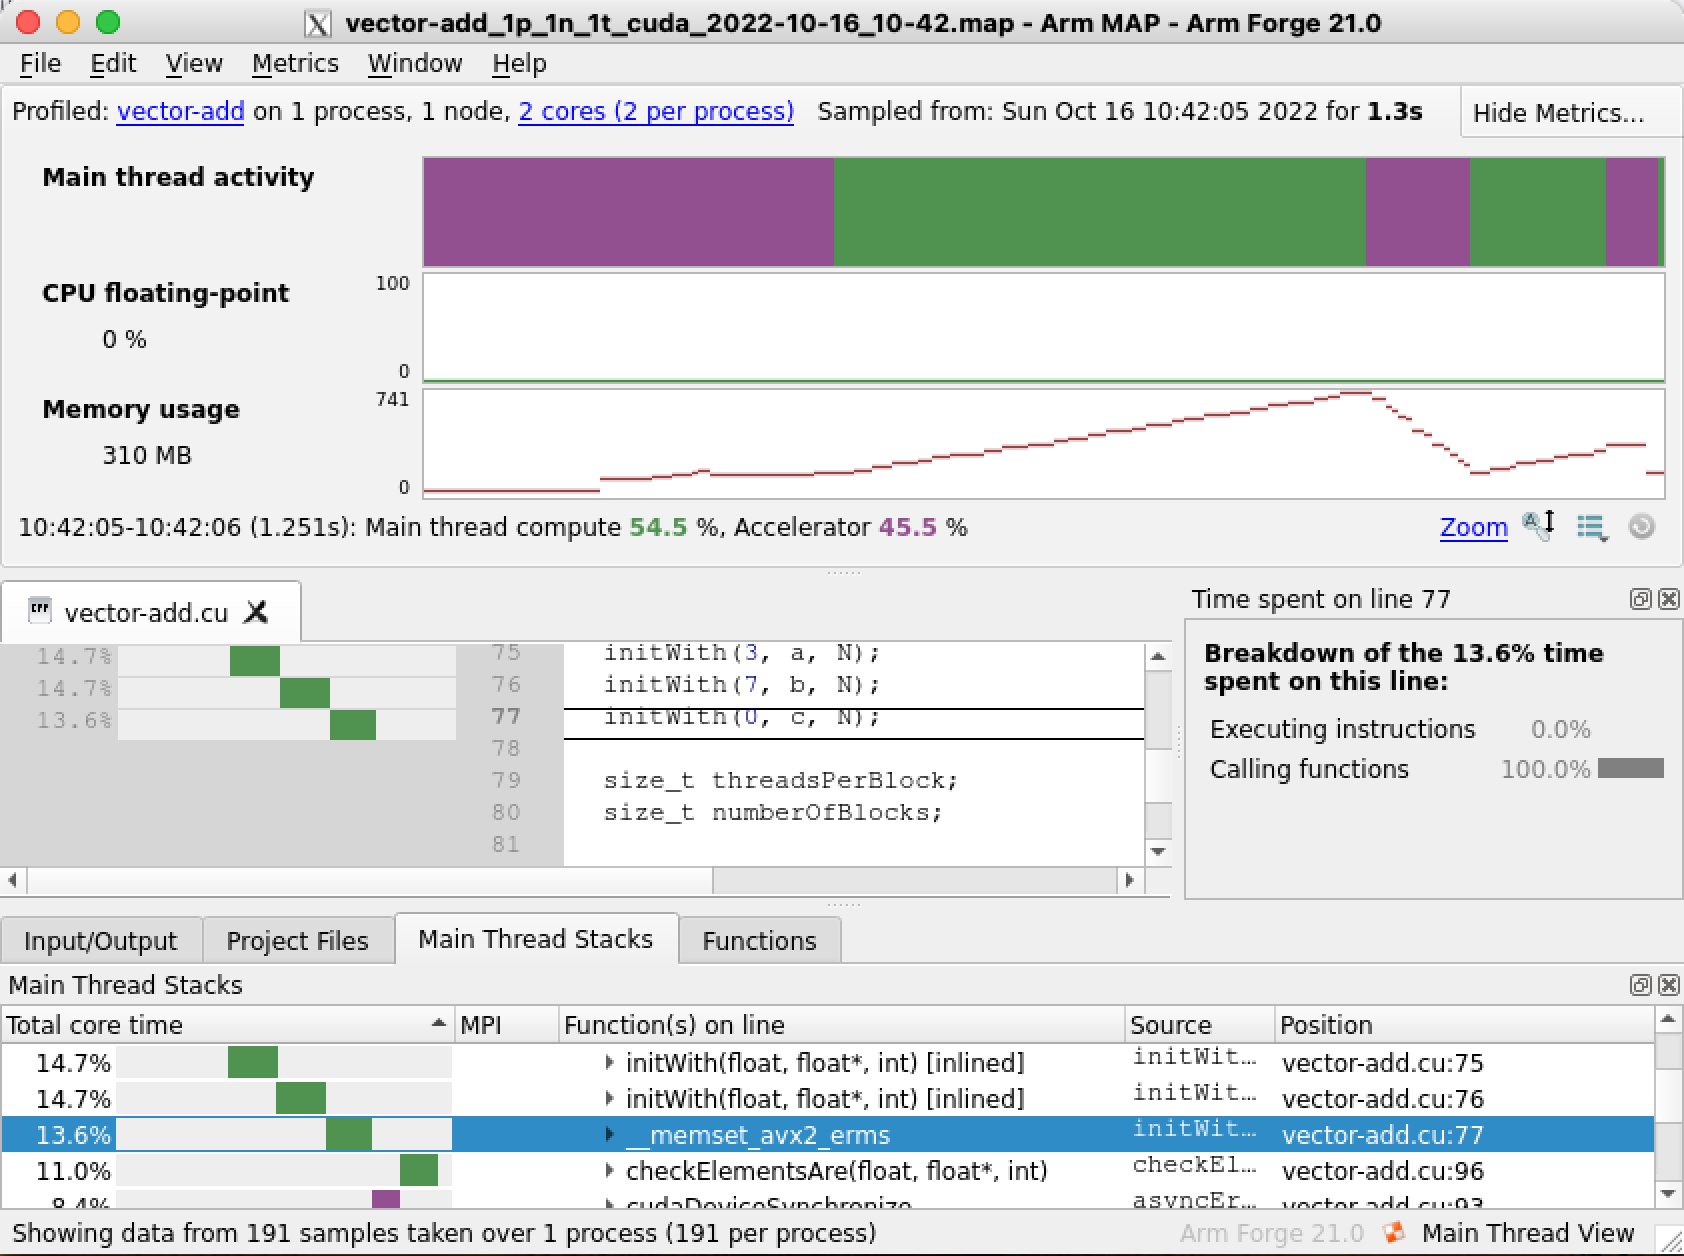 vector-add_1p_1n_1t_cuda_2022-10-16_10-42.map - Arm MAP - Arm Forge 21.0
File Edit View Metrics Window Help
Profiled: vector-add on 1 process, 1 node, 2 cores (2 per process) Sampled from: Sun Oct 16 10:42:05 2022 for 1.3s Hide Metrics...
Main thread activity
CPU floating-point 100
0 %
0
Memory usage 741
310 MB
0
10:42:05-10:42:06 (1.251s): Main thread compute 54.5 %, Accelerator 45.5 % Zoom
vector-add.cu
14.7% 75 initWith(3, a, N);
14.7% 76 initWith(7, b, N);
13.6% 77 initWith(0, c, N);
78
79 size_t threadsPerBlock;
80 size_t numberOfBlocks;
81
Time spent on line 77
Breakdown of the 13.6% time
spent on this line:
Executing instructions 0.0%
Calling functions 100.0%
Input/Output Project Files Main Thread Stacks Functions
Main Thread Stacks
Total core time MPI Function(s) on line Source Position
14.7% initWith(float, float*, int) [inlined] initWit... vector-add.cu:75
14.7% initWith(float, float*, int) [inlined] initWit... vector-add.cu:76
13.6% __memset_avx2_erms initWit... vector-add.cu:77
11.0% checkElementsAre(float, float*, int) checkEl... vector-add.cu:96
8.4% cudaDeviceSynchronize asyncEr... vector-add.cu:93
Showing data from 191 samples taken over 1 process (191 per process) Arm Forge 21.0 Main Thread View